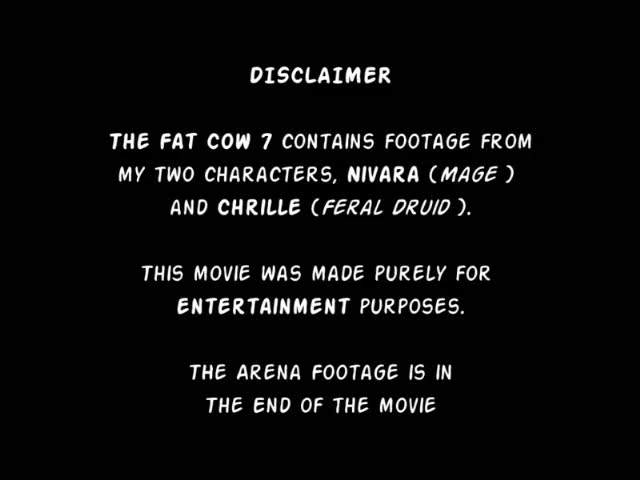 DISCLAIMER
THE FAT COW 7 CONTAINS FOOTAGE FROM
MY TWO CHARACTERS, NIVARA (MAGE )
AND CHRILLE (FERAL DRUID ).
THIS MOVIE WAS MADE PURELY FOR
ENTERTAINMENT PURPOSES.
THE ARENA FOOTAGE IS IN
THE END OF THE MOVIE